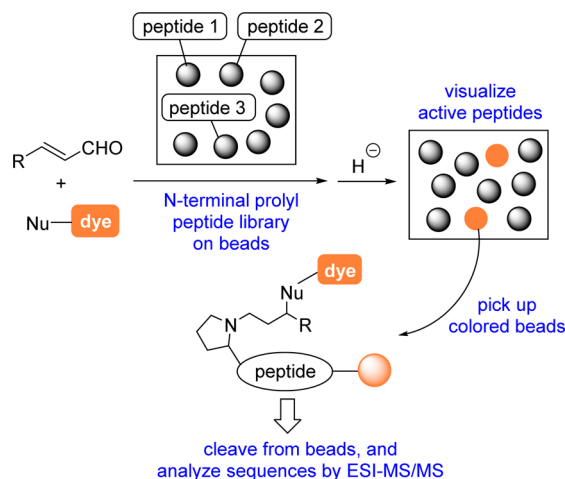 peptide 1
peptide 2
peptide 3
R
CHO
+
Nu
dye
N-terminal prolyl
peptide library
on beads
H
⊖
visualize
active peptides
dye
Nu
N
R
peptide
pick up
colored beads
cleave from beads, and
analyze sequences by ESI-MS/MS